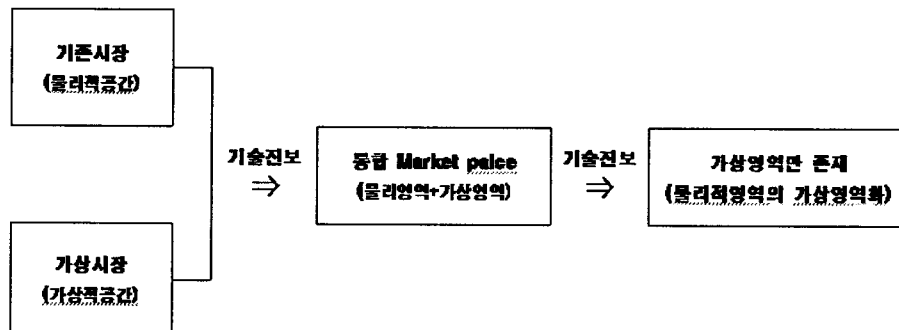 기존시장
(물리적공간)
기술진보
⇒
통합 Market palce
(물리영역+가상영역)
기술진보
⇒
가상영역만 존재
(물리적영역의 가상영역화)
가상시장
(가상적공간)